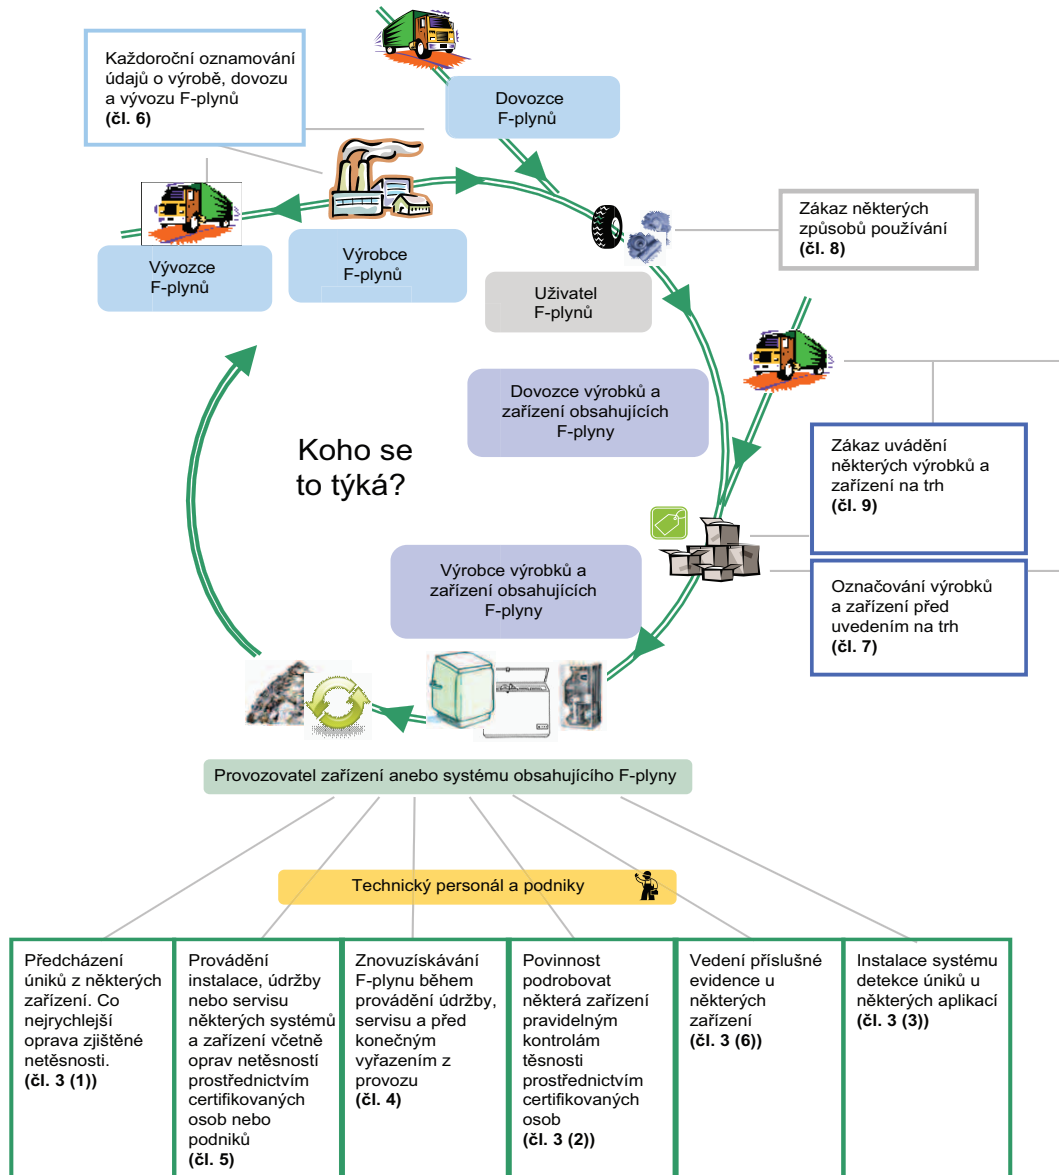 Každoroční oznamování
údajů o výrobě, dovozu
a vývozu F-plynů
(čl. 6)
Dovozce
F-plynů
Vývozce
F-plynů
Výrobce
F-plynů
Zákaz některých
způsobů používání
(čl. 8)
Uživatel
F-plynů
Dovozce výrobků a
zařízení obsahujících
F-plyny
Koho se
to týká?
Zákaz uvádění
některých výrobků a
zařízení na trh
(čl. 9)
Výrobce výrobků a
zařízení obsahujících
F-plyny
Označování výrobků
a zařízení před
uvedením na trh
(čl. 7)
Provozovatel zařízení anebo systému obsahujícího F-plyny
Technický personál a podniky
Předcházení
úniků z některých
zařízení. Co
nejrychlejší
oprava zjištěné
netěsnosti.
(čl. 3 (1))
Provádění
instalace, údržby
nebo servisu
některých systémů
a zařízení včetně
oprav netěsností
prostřednictvím
certifikovaných
osob nebo
podniků
(čl. 5)
Znovuzískávání
F-plynu během
provádění údržby,
servisu a před
konečným
vyřazením z
provozu
(čl. 4)
Povinnost
podrobovat
některá zařízení
pravidelným
kontrolám
těsnosti
prostřednictvím
certifikovaných
osob
(čl. 3 (2))
Vedení příslušné
evidence u
některých
zařízení
(čl. 3 (6))
Instalace systému
detekce úniků u
některých aplikací
(čl. 3 (3))